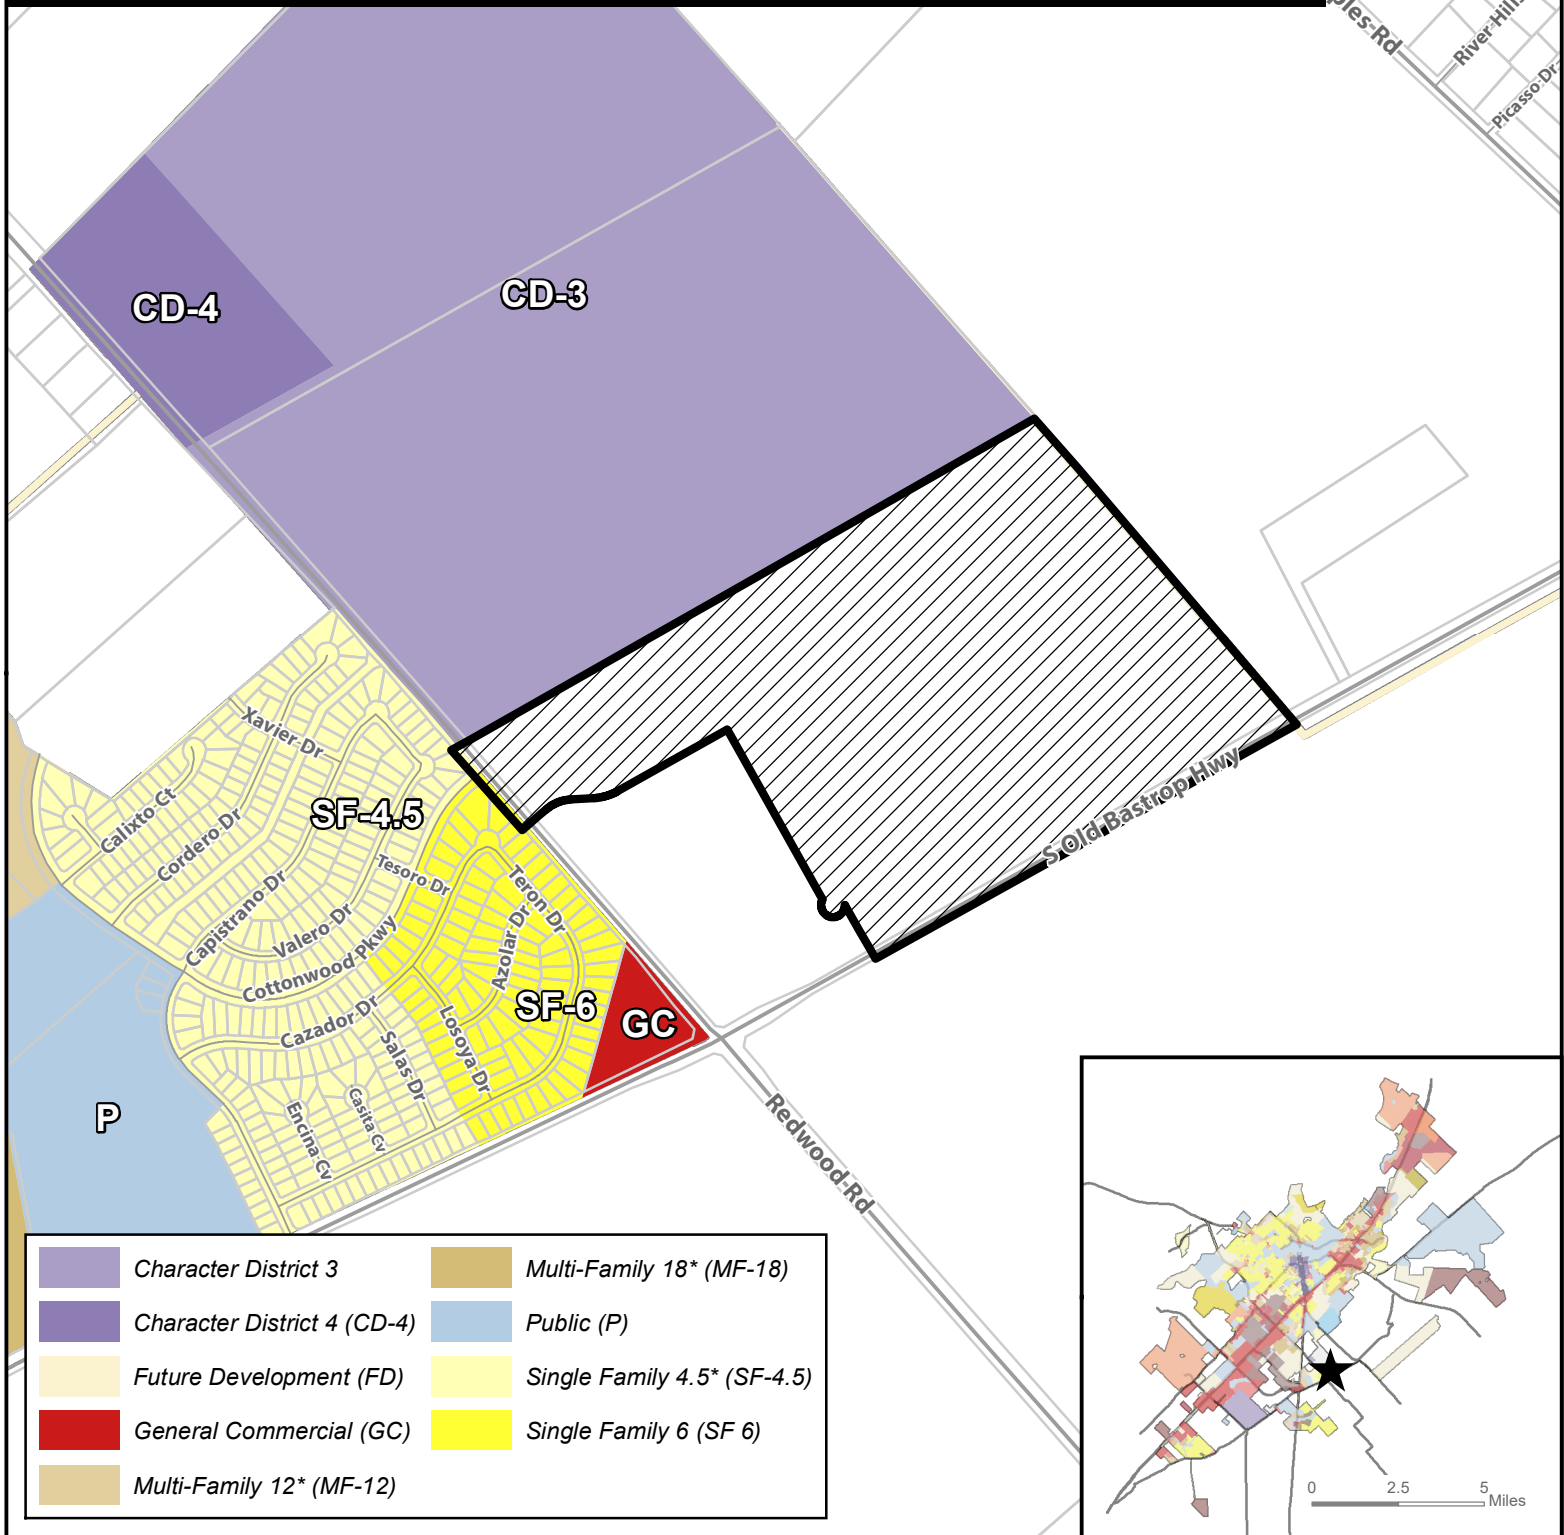 ples-Rd
River Hills
Picasso Dr
CD-4
CD-3
Xavier Dr
Calixto Ct
Cordero Dr
SF-4.5
Tesoro Dr
Capistrano Dr
Valero Dr
Cottonwood Pkwy
Teron Dr
Azolar Dr
S Old Bastrop Hwy
Cazador Dr
SF-6
GC
Losoya Dr
Salas Dr
Casita Cv
Encina Cv
P
Redwood Rd
Character District 3
Character District 4 (CD-4)
Future Development (FD)
General Commercial (GC)
Multi-Family 12* (MF-12)
Multi-Family 18* (MF-18)
Public (P)
Single Family 4.5* (SF-4.5)
Single Family 6 (SF 6)
0 2.5 5
Miles